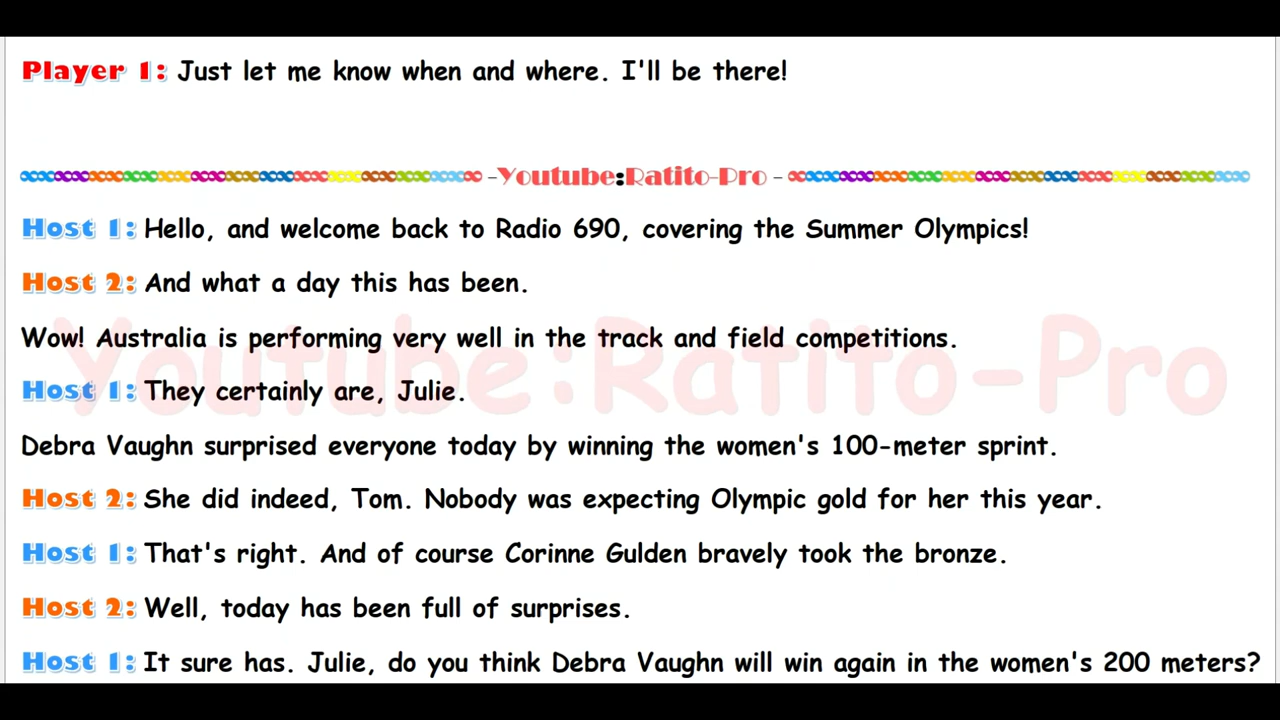 Player 1: Just let me know when and where. I'll be there!
-Youtube:Ratito-Pro -
Host 1: Hello, and welcome back to Radio 690, covering the Summer Olympics!
Host 2: And what a day this has been.
Wow! Australia is performing very well in the track and field competitions.
Youtube:Ratito-Pro
Host 1: They certainly are, Julie.
Debra Vaughn surprised everyone today by winning the women's 100-meter sprint.
Host 2: She did indeed, Tom. Nobody was expecting Olympic gold for her this year.
Host 1: That's right. And of course Corinne Gulden bravely took the bronze.
Host 2: Well, today has been full of surprises.
Host 1: It sure has. Julie, do you think Debra Vaughn will win again in the women's 200 meters?